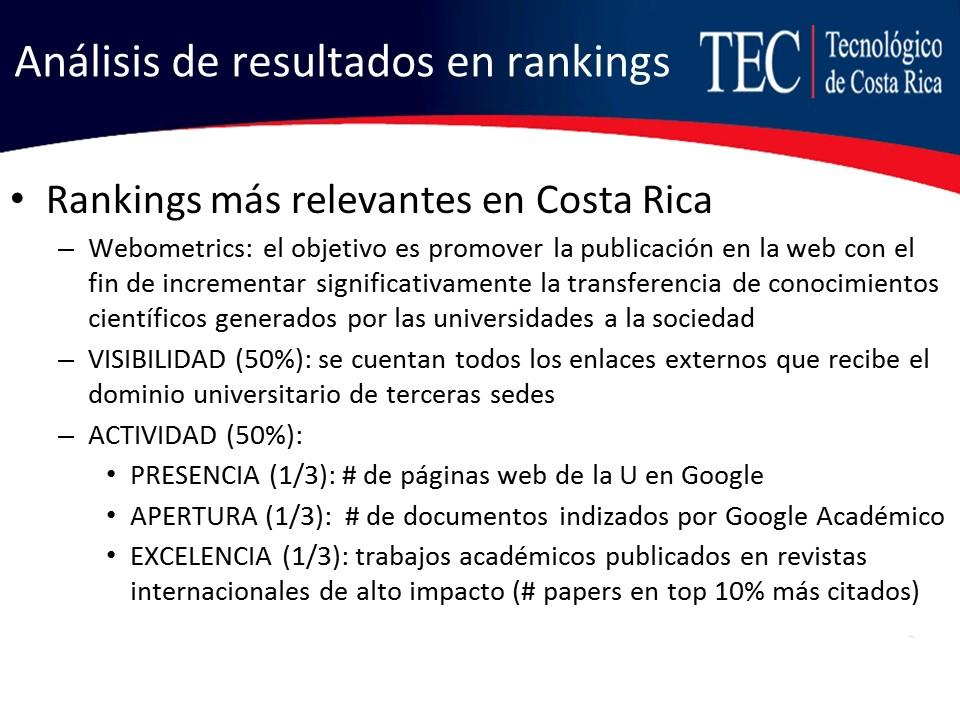 Análisis de resultados en rankings
TEC | Tecnológico
de Costa Rica
• Rankings más relevantes en Costa Rica
– Webometrics: el objetivo es promover la publicación en la web con el
fin de incrementar significativamente la transferencia de conocimientos
científicos generados por las universidades a la sociedad
– VISIBILIDAD (50%): se cuentan todos los enlaces externos que recibe el
dominio universitario de terceras sedes
– ACTIVIDAD (50%):
• PRESENCIA (1/3): # de páginas web de la U en Google
• APERTURA (1/3): # de documentos indizados por Google Académico
• EXCELENCIA (1/3): trabajos académicos publicados en revistas
internacionales de alto impacto (# papers en top 10% más citados)